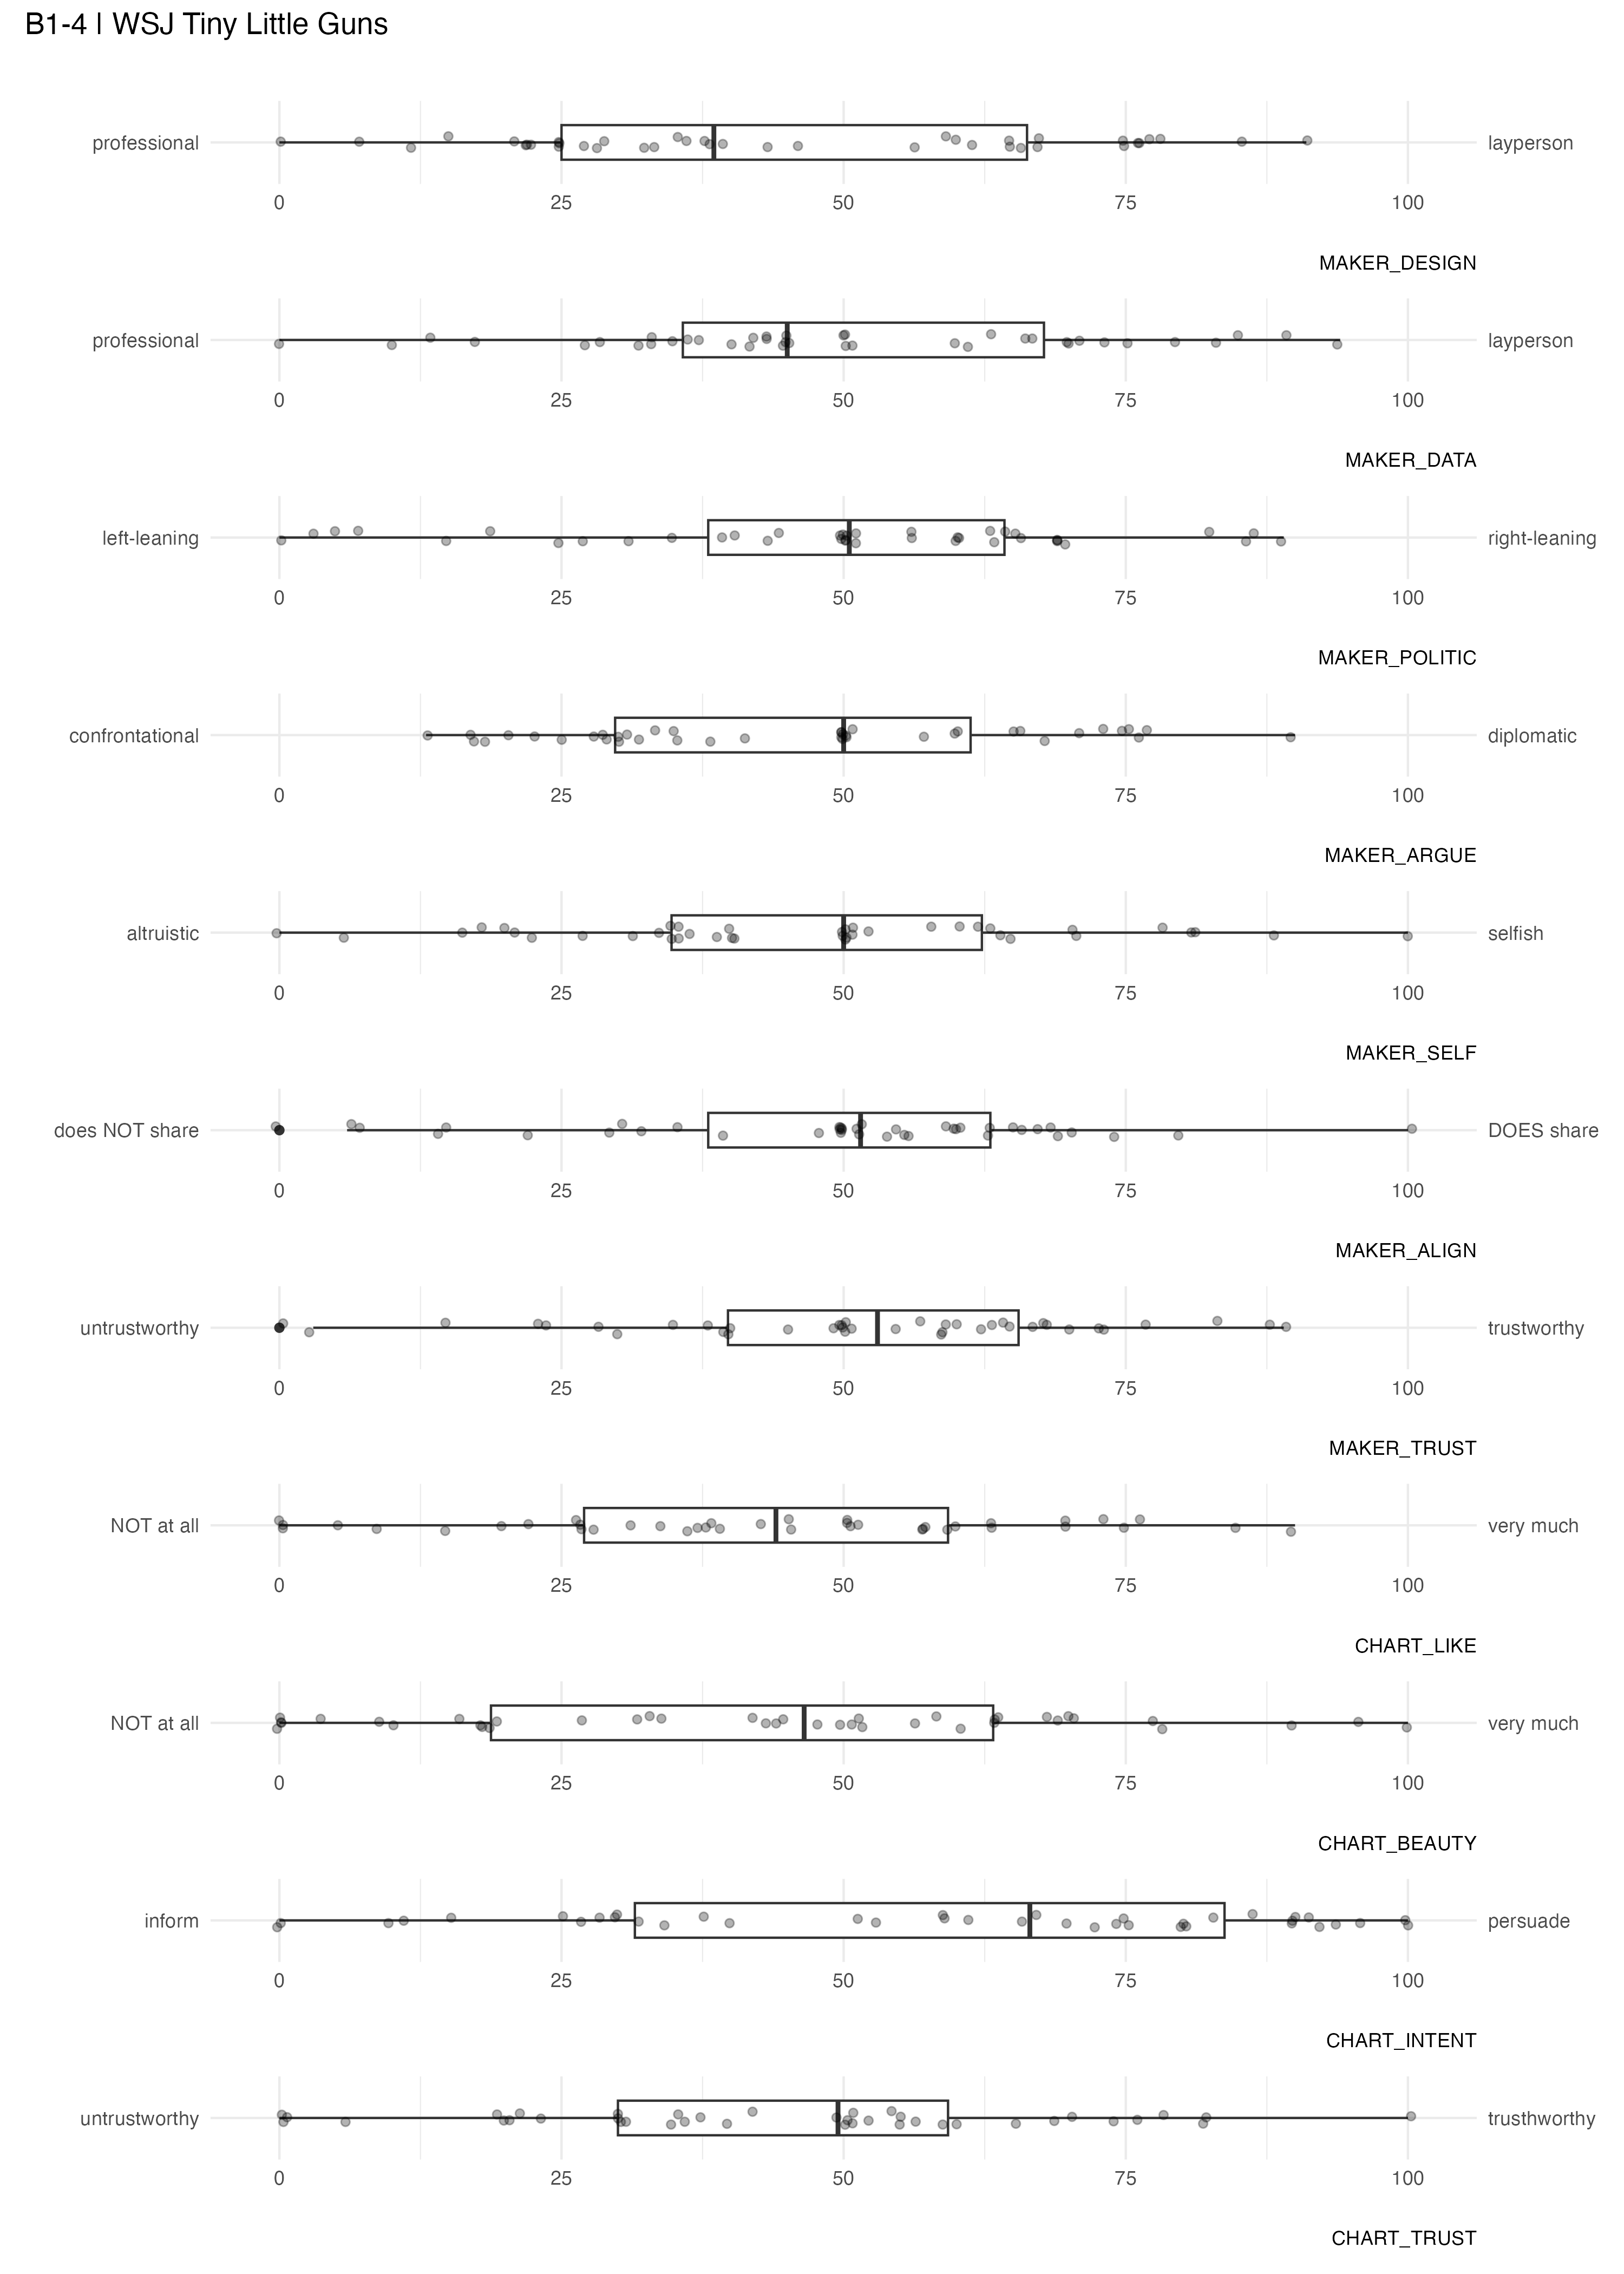 B1-4 | WSJ Tiny Little Guns
professional layperson
0 25 50 75 100
MAKER_DESIGN
professional layperson
0 25 50 75 100
MAKER_DATA
left-leaning right-leaning
0 25 50 75 100
MAKER_POLITIC
confrontational diplomatic
0 25 50 75 100
MAKER_ARGUE
altruistic selfish
0 25 50 75 100
MAKER_SELF
does NOT share DOES share
0 25 50 75 100
MAKER_ALIGN
untrustworthy trustworthy
0 25 50 75 100
MAKER_TRUST
NOT at all very much
0 25 50 75 100
CHART_LIKE
NOT at all very much
0 25 50 75 100
CHART_BEAUTY
inform persuade
0 25 50 75 100
CHART_INTENT
untrustworthy trusthworthy
0 25 50 75 100
CHART_TRUST